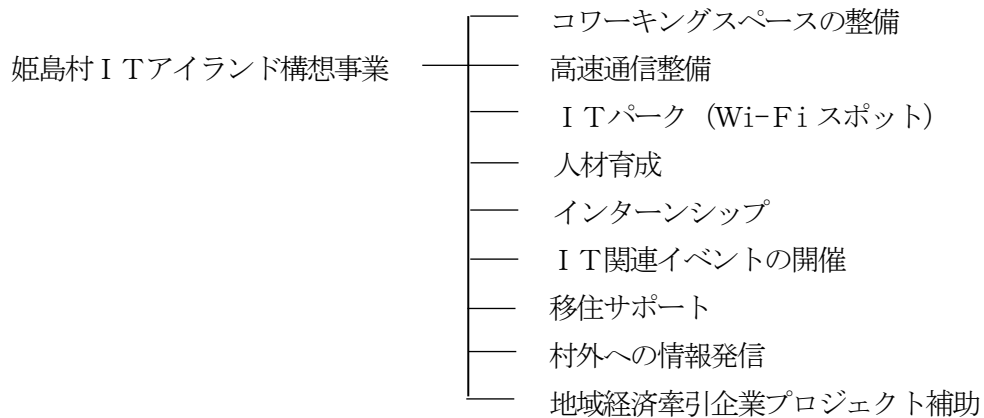 コワーキングスペースの整備
姫島村ＩＴアイランド構想事業 高速通信整備
ＩＴパーク（Wi-Fi スポット）
人材育成
インターンシップ
ＩＴ関連イベントの開催
移住サポート
村外への情報発信
地域経済牽引企業プロジェクト補助